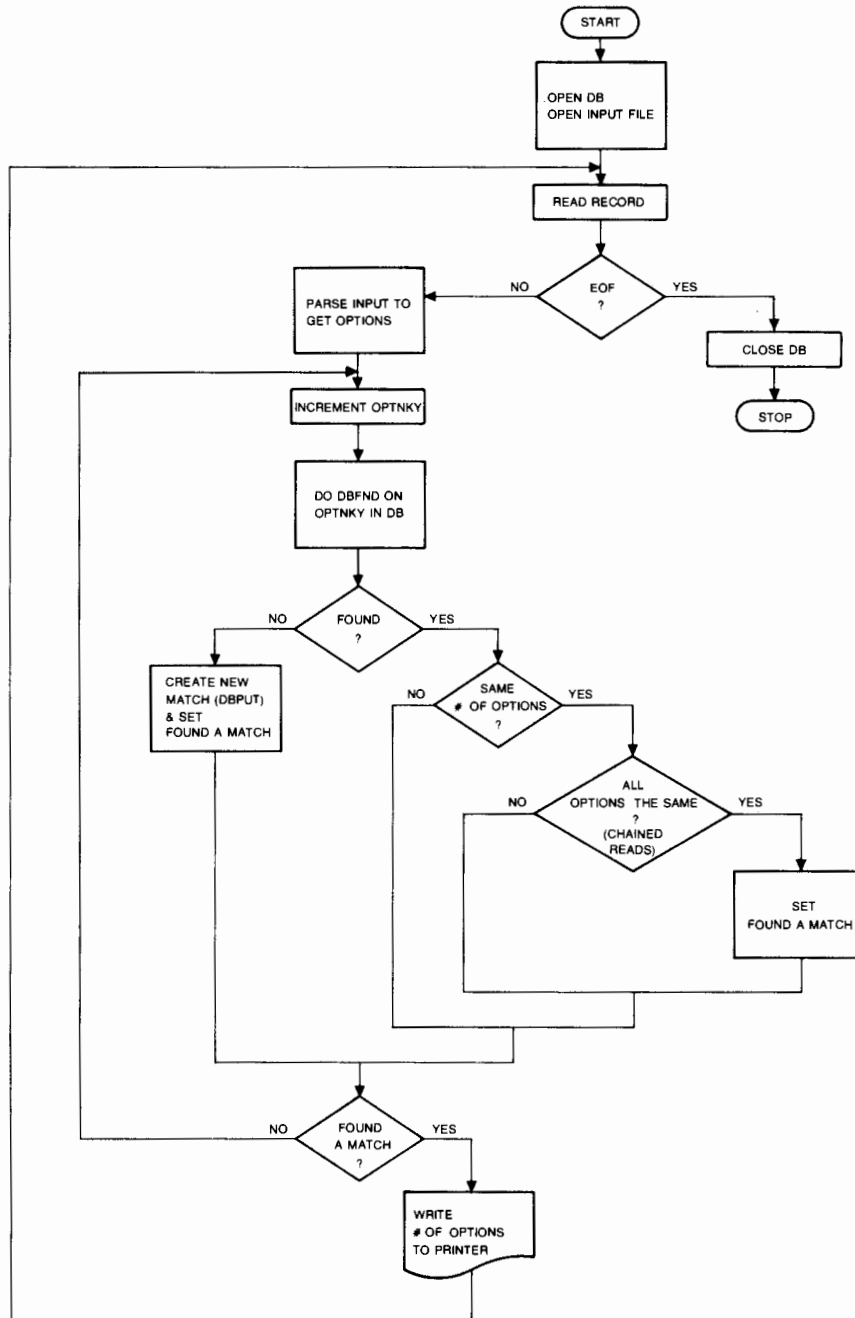 START
OPEN DB
OPEN INPUT FILE
READ RECORD
NO
EOF
?
YES
PARSE INPUT TO
GET OPTIONS
CLOSE DB
STOP
INCREMENT OPTNKY
DO DBFND ON
OPTNKY IN DB
NO
FOUND
?
YES
CREATE NEW
MATCH (DBPUT)
& SET
FOUND A MATCH
NO
SAME
# OF OPTIONS
?
YES
NO
ALL
OPTIONS THE SAME
?
(CHAINED
READS)
YES
SET
FOUND A MATCH
NO
FOUND
A MATCH
?
YES
WRITE
# OF OPTIONS
TO PRINTER